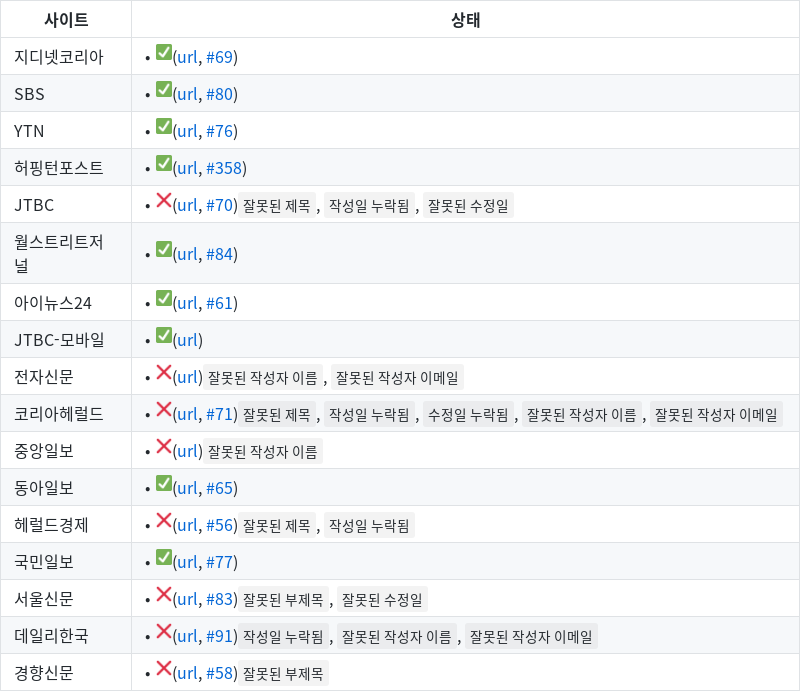 사이트 상태
지디넷코리아 • ✅(url, #69)
SBS • ✅(url, #80)
YTN • ✅(url, #76)
허핑턴포스트 • ✅(url, #358)
JTBC • ❌(url, #70) 잘못된 제목 , 작성일 누락됨 , 잘못된 수정일
월스트리트저
널 • ✅(url, #84)
아이뉴스24 • ✅(url, #61)
JTBC-모바일 • ✅(url)
전자신문 • ❌(url) 잘못된 작성자 이름 , 잘못된 작성자 이메일
코리아헤럴드 • ❌(url, #71) 잘못된 제목 , 작성일 누락됨 , 수정일 누락됨 , 잘못된 작성자 이름 , 잘못된 작성자 이메일
중앙일보 • ❌(url) 잘못된 작성자 이름
동아일보 • ✅(url, #65)
헤럴드경제 • ❌(url, #56) 잘못된 제목 , 작성일 누락됨
국민일보 • ✅(url, #77)
서울신문 • ❌(url, #83) 잘못된 부제목 , 잘못된 수정일
데일리한국 • ❌(url, #91) 작성일 누락됨 , 잘못된 작성자 이름 , 잘못된 작성자 이메일
경향신문 • ❌(url, #58) 잘못된 부제목